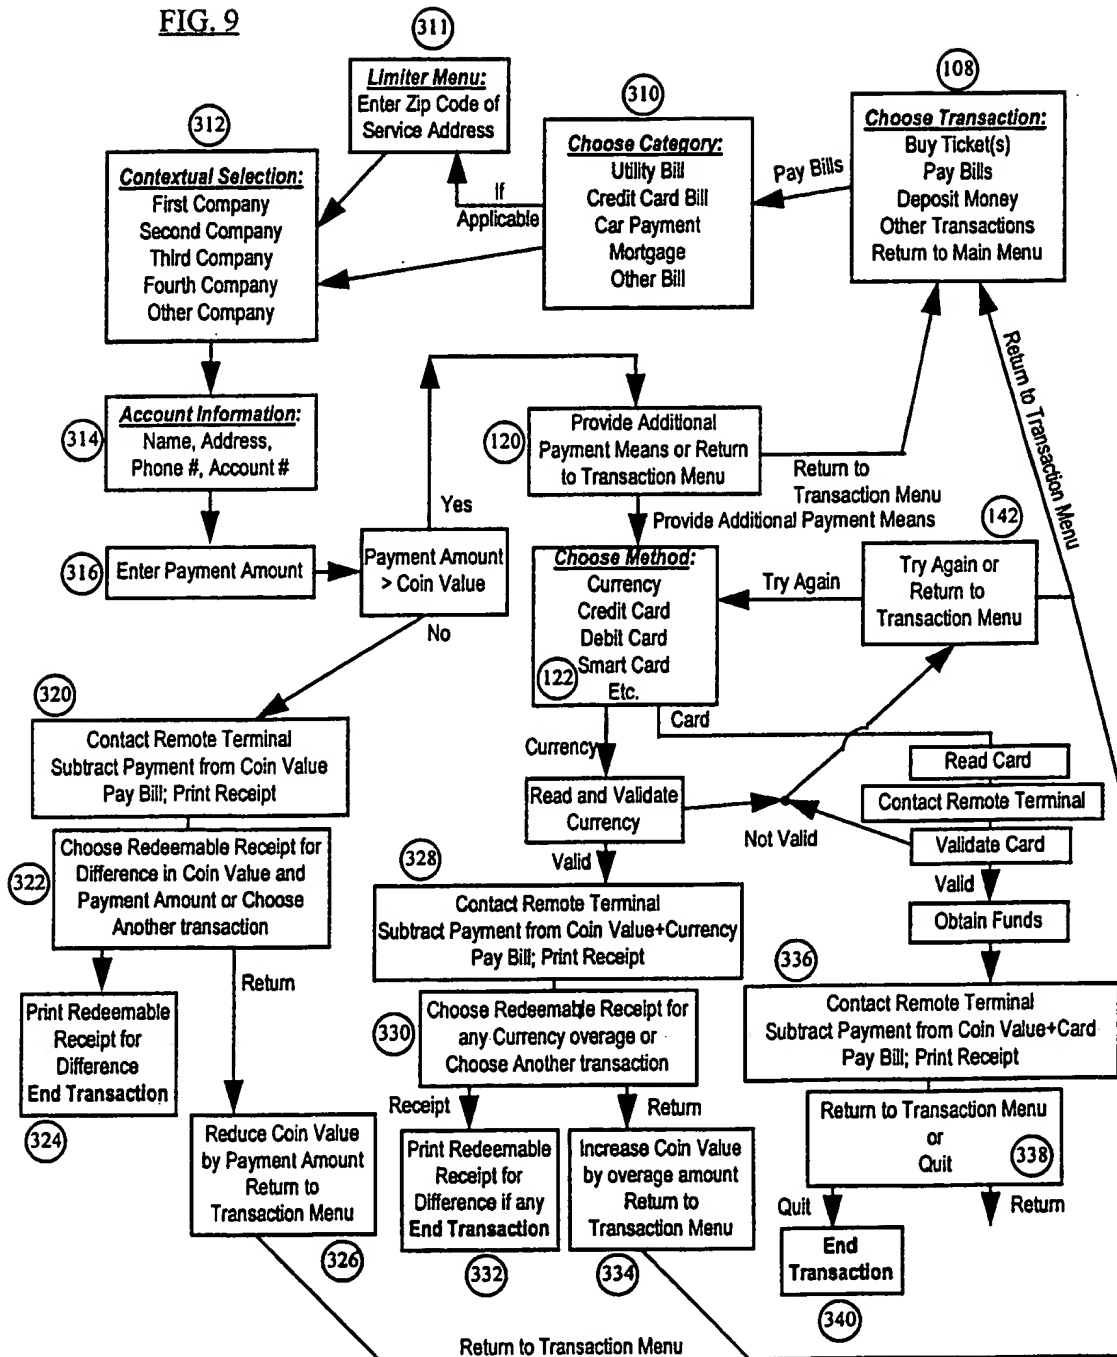 FIG. 9
311
Limiter Menu:
Enter Zip Code of
Service Address
312
Contextual Selection:
First Company
Second Company
Third Company
Fourth Company
Other Company
310
Choose Category:
Utility Bill
Credit Card Bill
Car Payment
Mortgage
Other Bill
If
Applicable
108
Choose Transaction:
Buy Ticket(s)
Pay Bills
Deposit Money
Other Transactions
Return to Main Menu
Pay Bills
Return to Transaction Menu
314
Account Information:
Name, Address,
Phone #, Account #
316
Enter Payment Amount
Payment Amount
> Coin Value
Yes
No
120
Provide Additional
Payment Means or Return
to Transaction Menu
Return to
Transaction Menu
Provide Additional Payment Means
Choose Method:
Currency
Credit Card
Debit Card
Smart Card
Etc.
122
Try Again
142
Try Again or
Return to
Transaction Menu
Card
Currency
Read and Validate
Currency
Not Valid
Valid
Read Card
Contact Remote Terminal
Validate Card
Valid
Obtain Funds
320
Contact Remote Terminal
Subtract Payment from Coin Value
Pay Bill; Print Receipt
322
Choose Redeemable Receipt for
Difference in Coin Value and
Payment Amount or Choose
Another transaction
Return
Print Redeemable
Receipt for
Difference
End Transaction
324
Reduce Coin Value
by Payment Amount
Return to
Transaction Menu
326
328
Contact Remote Terminal
Subtract Payment from Coin Value+Currency
Pay Bill; Print Receipt
330
Choose Redeemable Receipt for
any Currency overage or
Choose Another transaction
Receipt
Return
Print Redeemable
Receipt for
Difference if any
End Transaction
332
Increase Coin Value
by overage amount
Return to
Transaction Menu
334
336
Contact Remote Terminal
Subtract Payment from Coin Value+Card
Pay Bill; Print Receipt
Return to Transaction Menu
or
Quit
338
Quit
Return
End
Transaction
340
Return to Transaction Menu